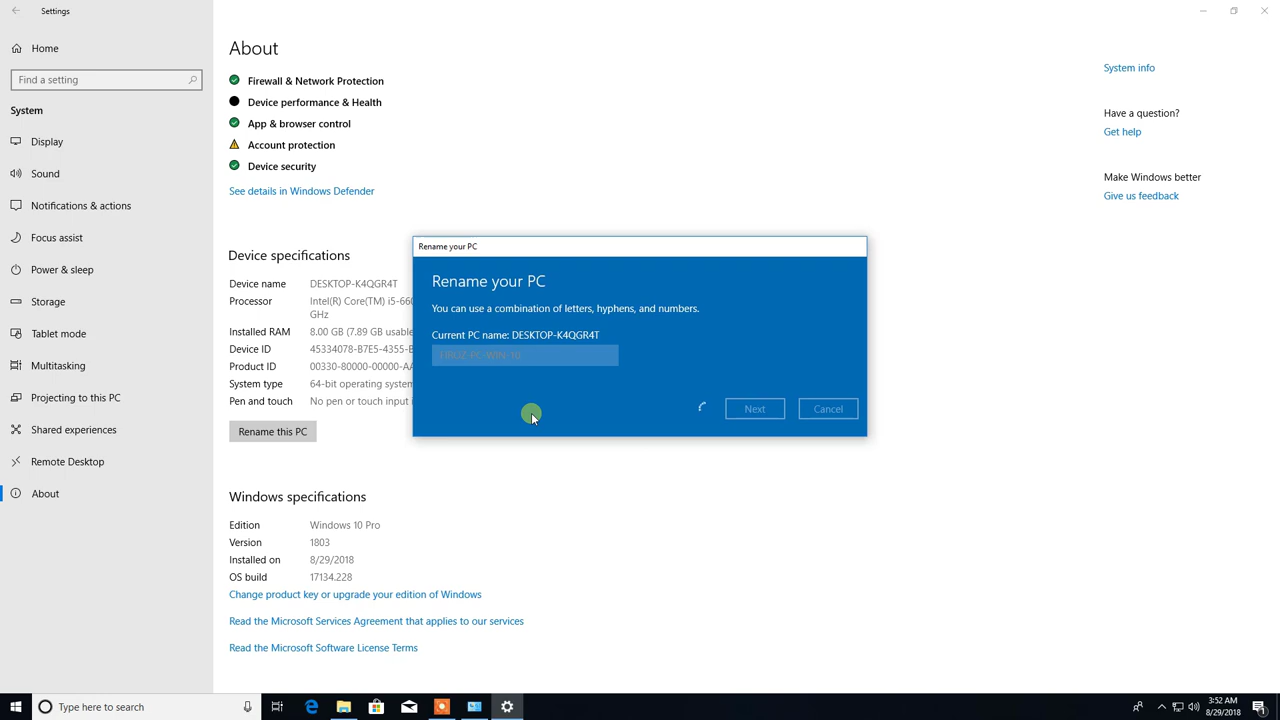 Settings
Home
Find a setting
System
Display
Sound
Notifications & actions
Focus assist
Power & sleep
Storage
Tablet mode
Multitasking
Projecting to this PC
Shared experiences
Remote Desktop
About
About
Firewall & Network Protection
Device performance & Health
App & browser control
Account protection
Device security
See details in Windows Defender
Device specifications
Device name DESKTOP-K4QGR4T
Processor Intel(R) Core(TM)
GHz
Installed RAM 8.00 GB (7.89 GB usable
Device ID 45334078-B7E5-4355-
Product ID 00330-80000-00000-
System type 64-bit operating system
Pen and touch No pen or touch input
Rename this PC
Windows specifications
Edition Windows 10 Pro
Version 1803
Installed on 8/29/2018
OS build 17134.228
Change product key or upgrade your edition of Windows
Read the Microsoft Services Agreement that applies to our services
Read the Microsoft Software License Terms
Rename your PC
Rename your PC
You can use a combination of letters, hyphens, and numbers.
Current PC name: DESKTOP-K4QGR4T
FIRUZ-PC-WIN-10
Next
Cancel
System info
Have a question?
Get help
Make Windows better
Give us feedback
Type here to search
3:52 AM
8/29/2018